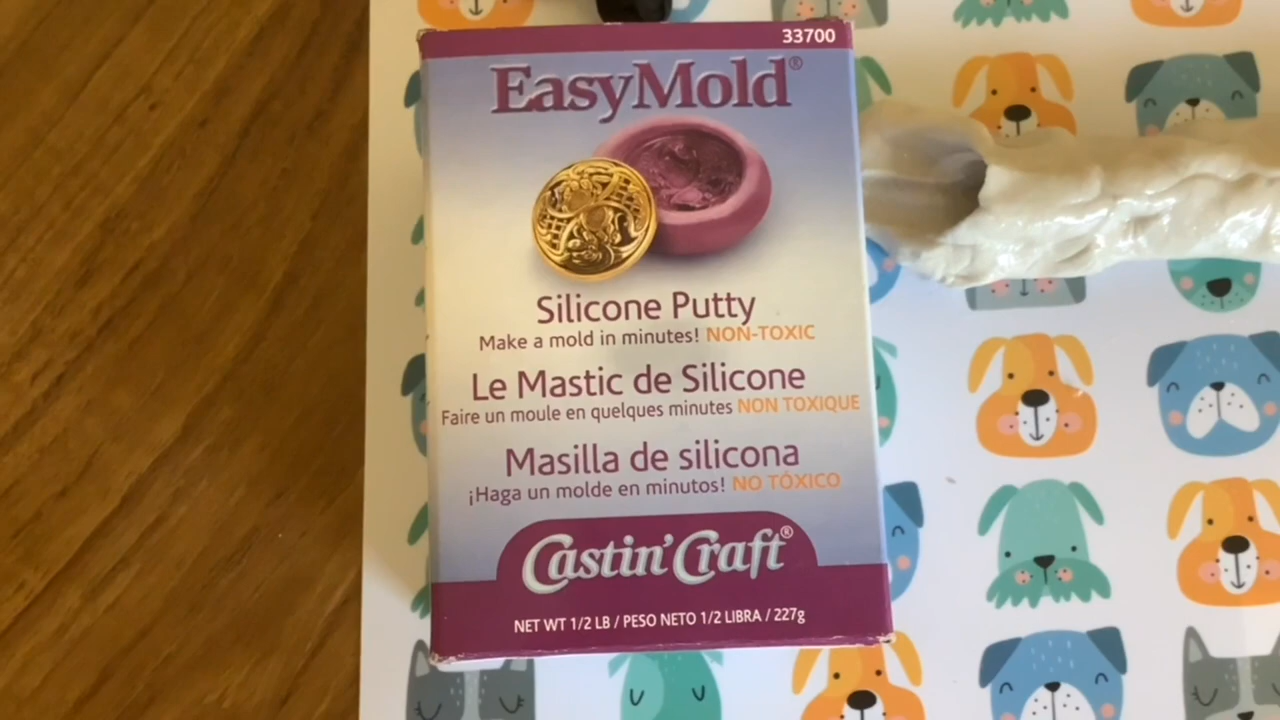 33700
EasyMold®
Silicone Putty
Make a mold in minutes! NON-TOXIC
Le Mastic de Silicone
Faire un moule en quelques minutes NON TOXIQUE
Masilla de silicona
¡Haga un molde en minutos! NO TÓXICO
Castin' Craft®
NET WT 1/2 LB / PESO NETO 1/2 LIBRA / 227g